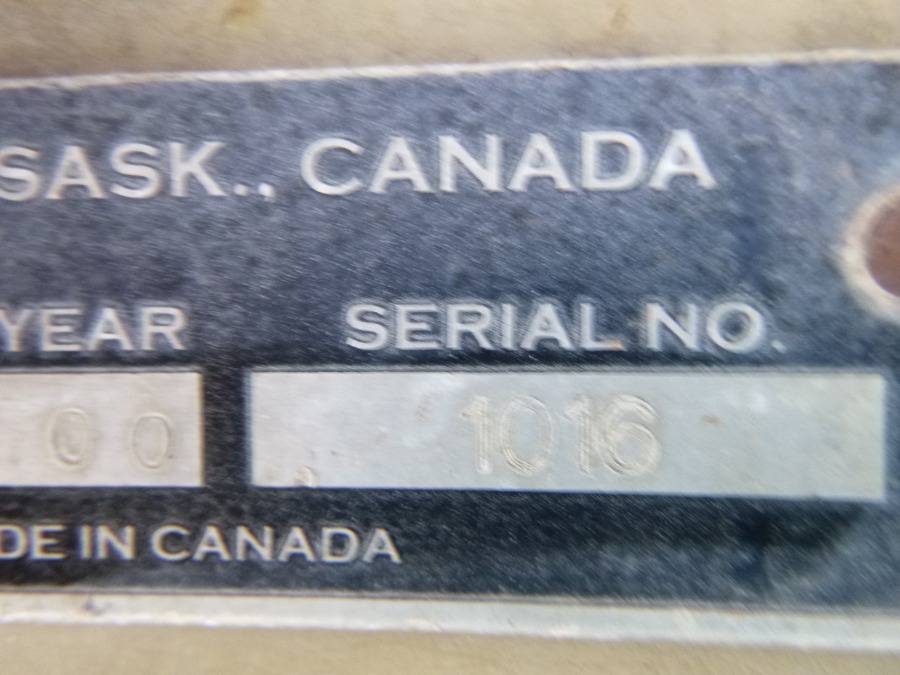 SASK., CANADA
YEAR SERIAL NO.
00 1016
DE IN CANADA